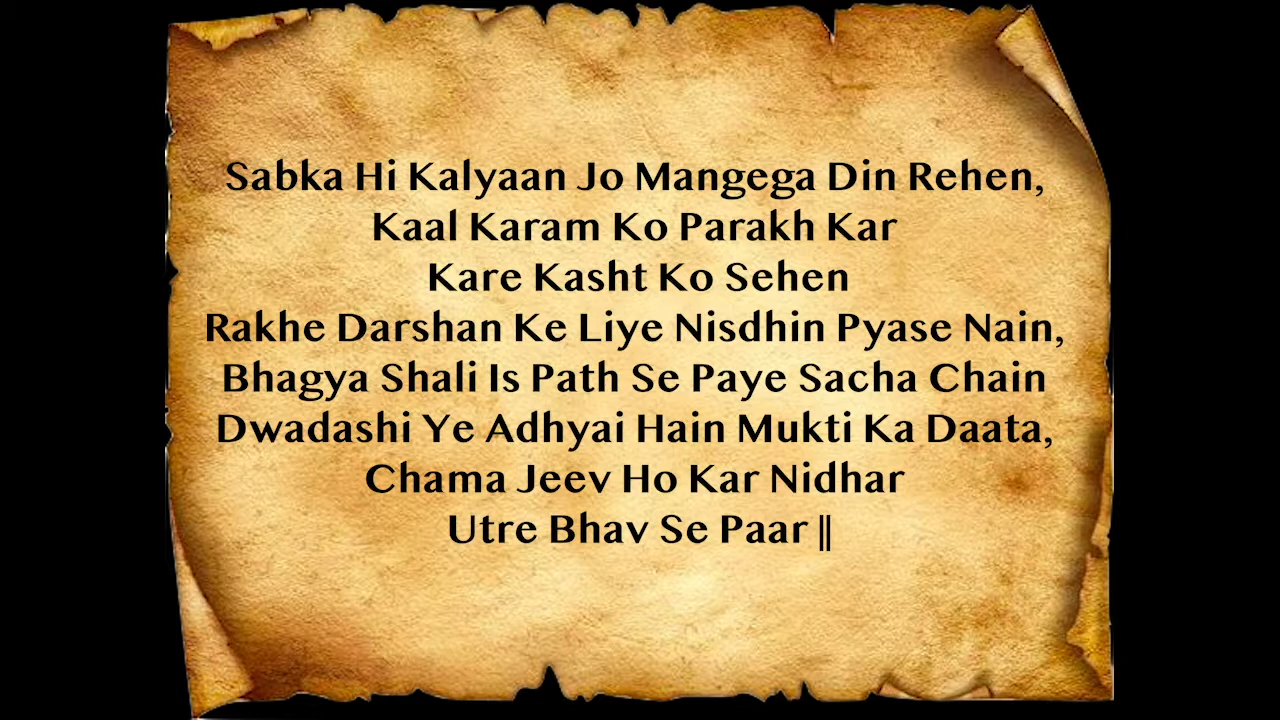 Sabka Hi Kalyaan Jo Mangega Din Rehen,
Kaal Karam Ko Parakh Kar
Kare Kasht Ko Sehen
Rakhe Darshan Ke Liye Nisdhin Pyase Nain,
Bhagya Shali Is Path Se Paye Sacha Chain
Dwadashi Ye Adhyai Hain Mukti Ka Daata,
Chama Jeev Ho Kar Nidhar
Utre Bhav Se Paar ||